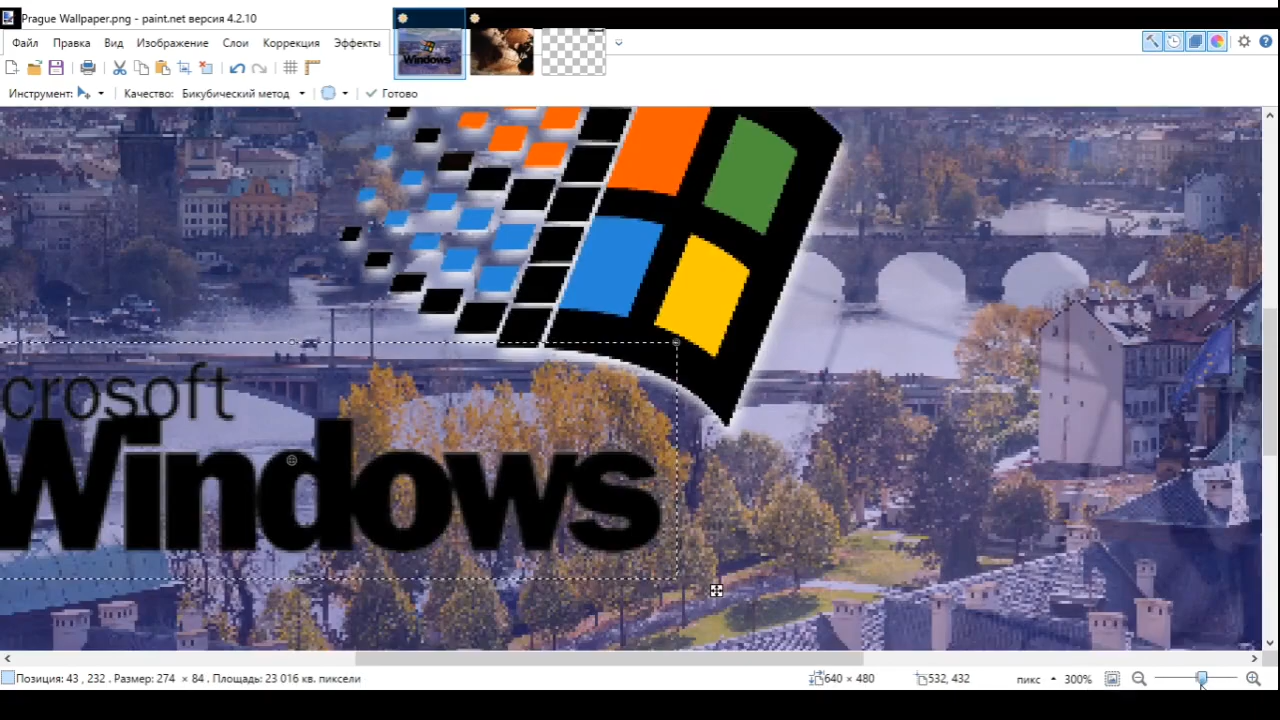 Prague Wallpaper.png - paint.net версия 4.2.10
Файл Правка Вид Изображение Слои Коррекция Эффекты
Windows
Инструмент: Качество: Бикубический метод Готово
crosoft
Windows
Позиция: 43 , 232 . Размер: 274 × 84 . Площадь: 23 016 кв. пиксели 640 × 480 532, 432 пикс 300%